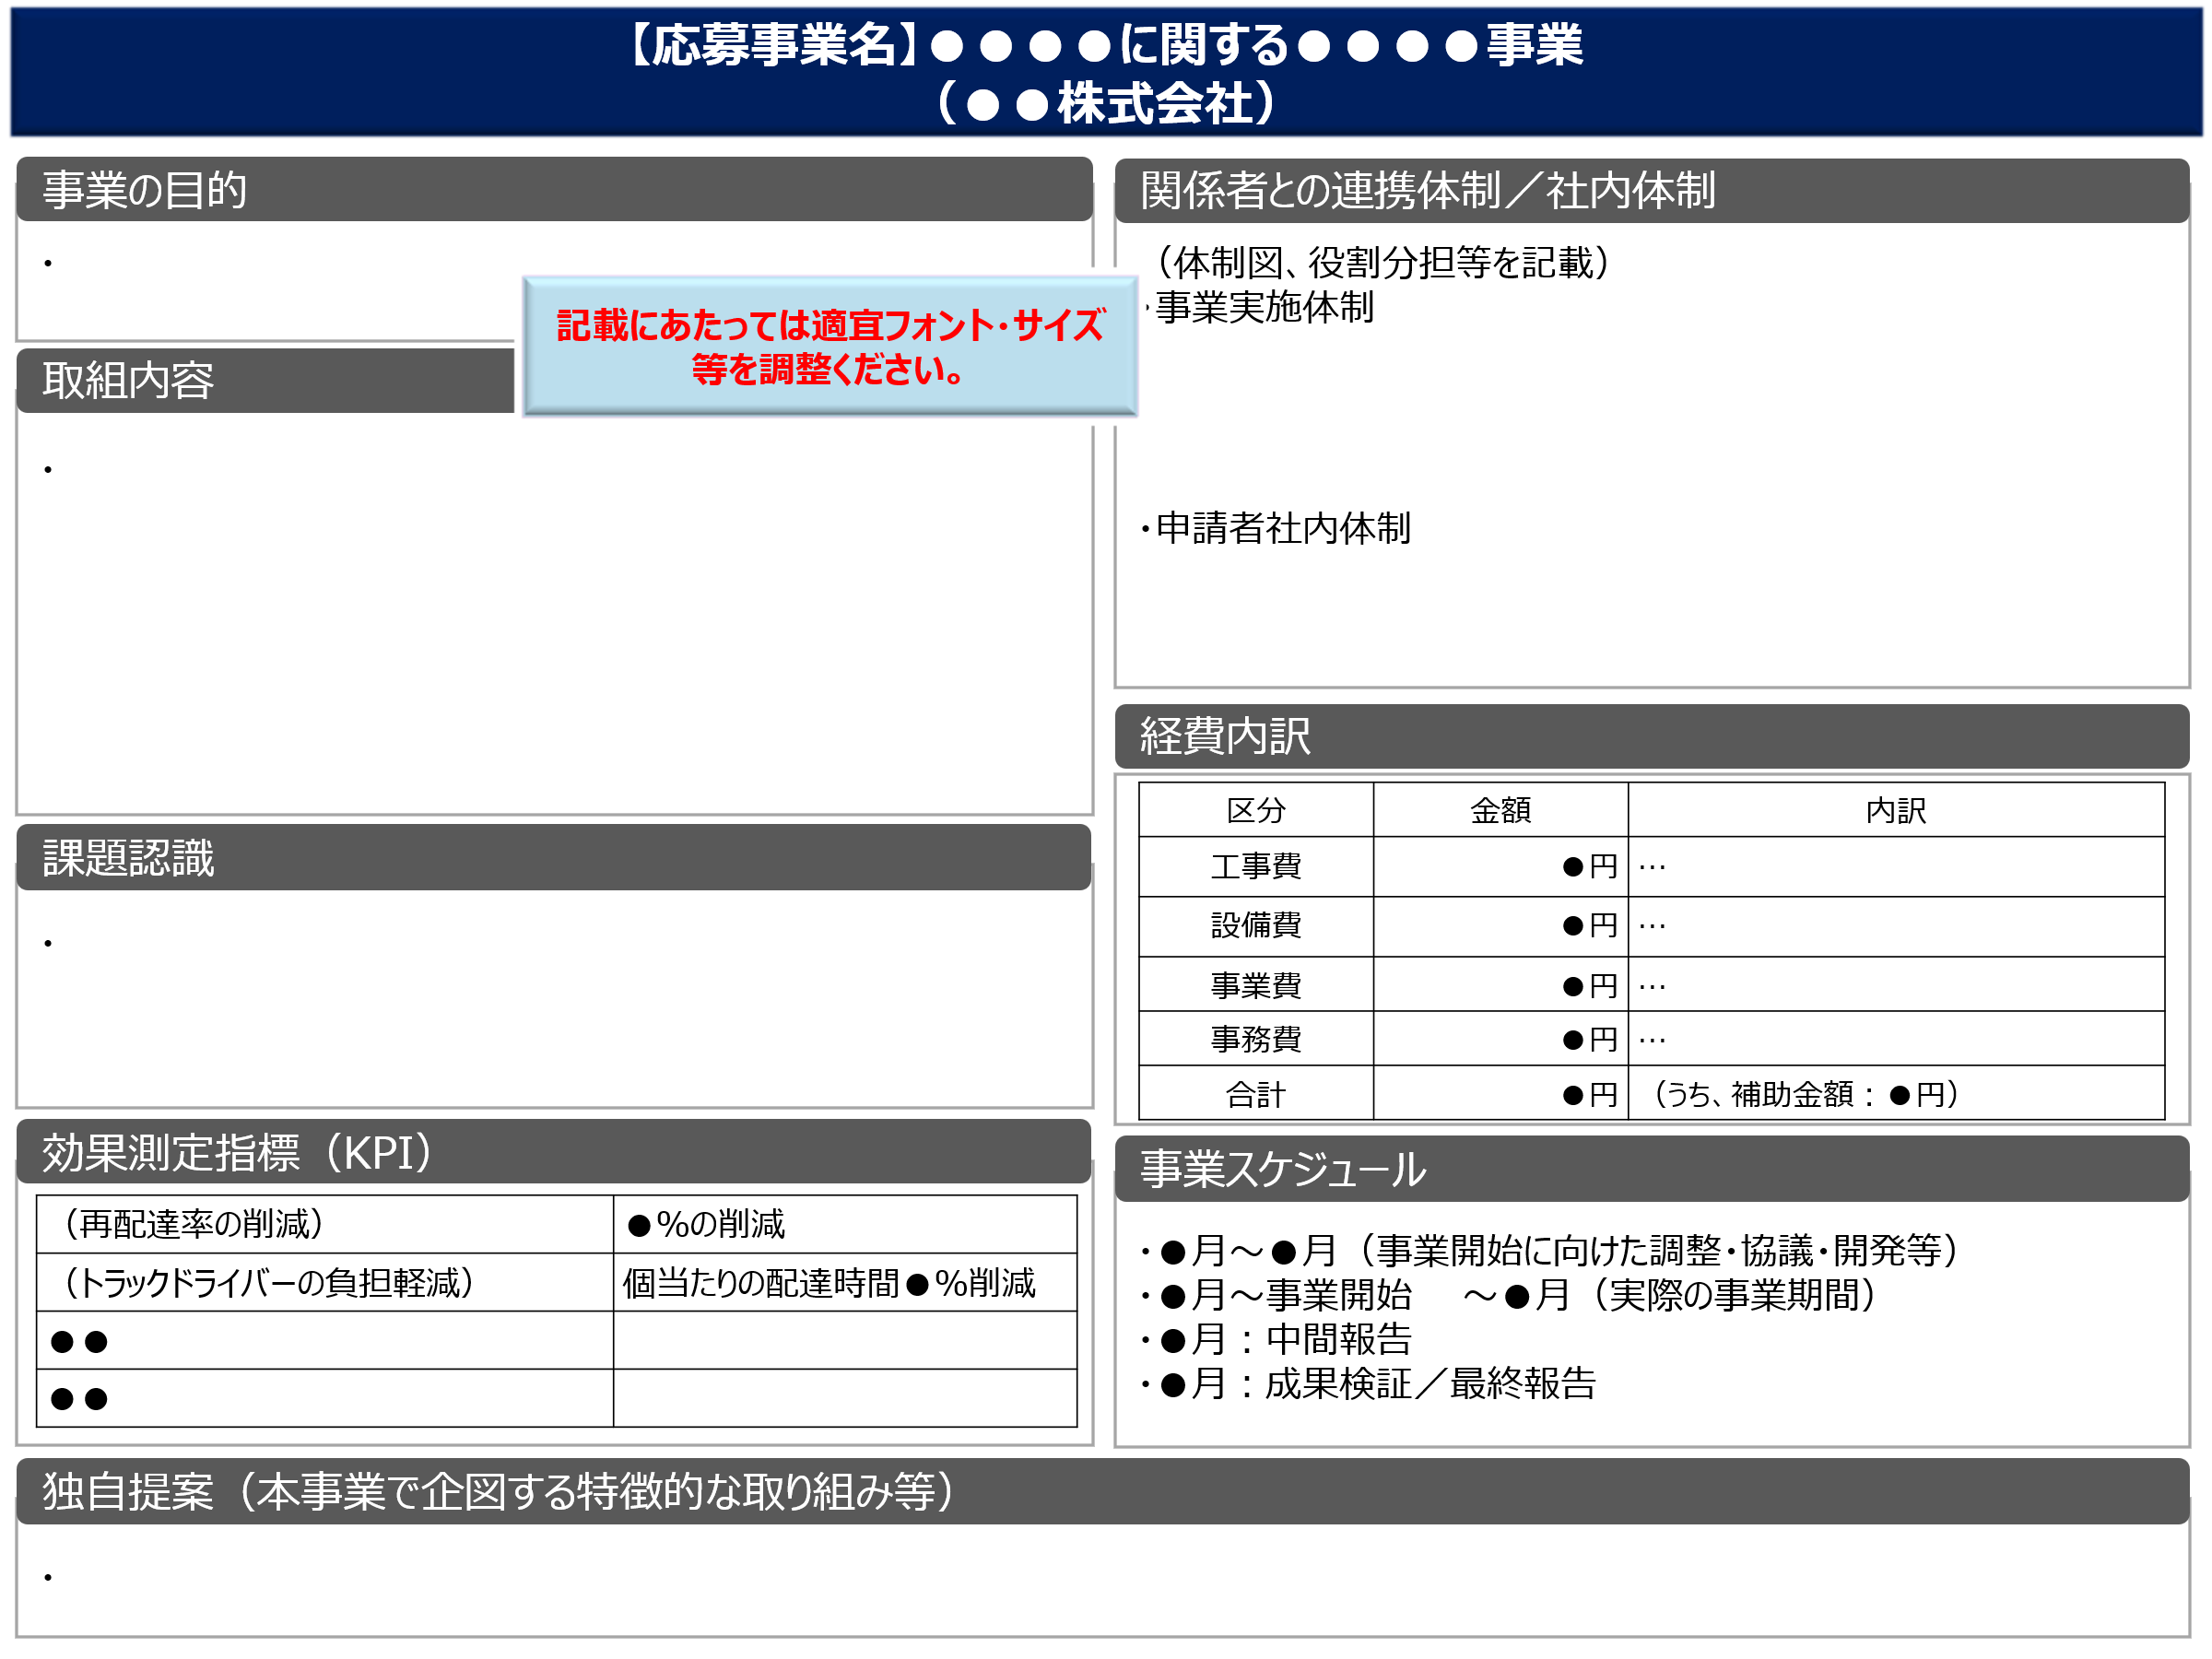 【応募事業名】●●●●に関する●●●●事業
（●●株式会社）
事業の目的
・
記載にあたっては適宜フォント・サイズ
等を調整ください。
取組内容
・
課題認識
・
効果測定指標（KPI）
（再配達率の削減） ●%の削減
（トラックドライバーの負担軽減） 個当たりの配達時間●%削減
●●
●●
関係者との連携体制／社内体制
（体制図、役割分担等を記載）
・事業実施体制
・申請者社内体制
経費内訳
区分 金額 内訳
工事費 ●円 …
設備費 ●円 …
事業費 ●円 …
事務費 ●円 …
合計 ●円 （うち、補助金額：●円）
事業スケジュール
・●月～●月（事業開始に向けた調整・協議・開発等）
・●月～事業開始　～●月（実際の事業期間）
・●月：中間報告
・●月：成果検証／最終報告
独自提案（本事業で企図する特徴的な取り組み等）
・